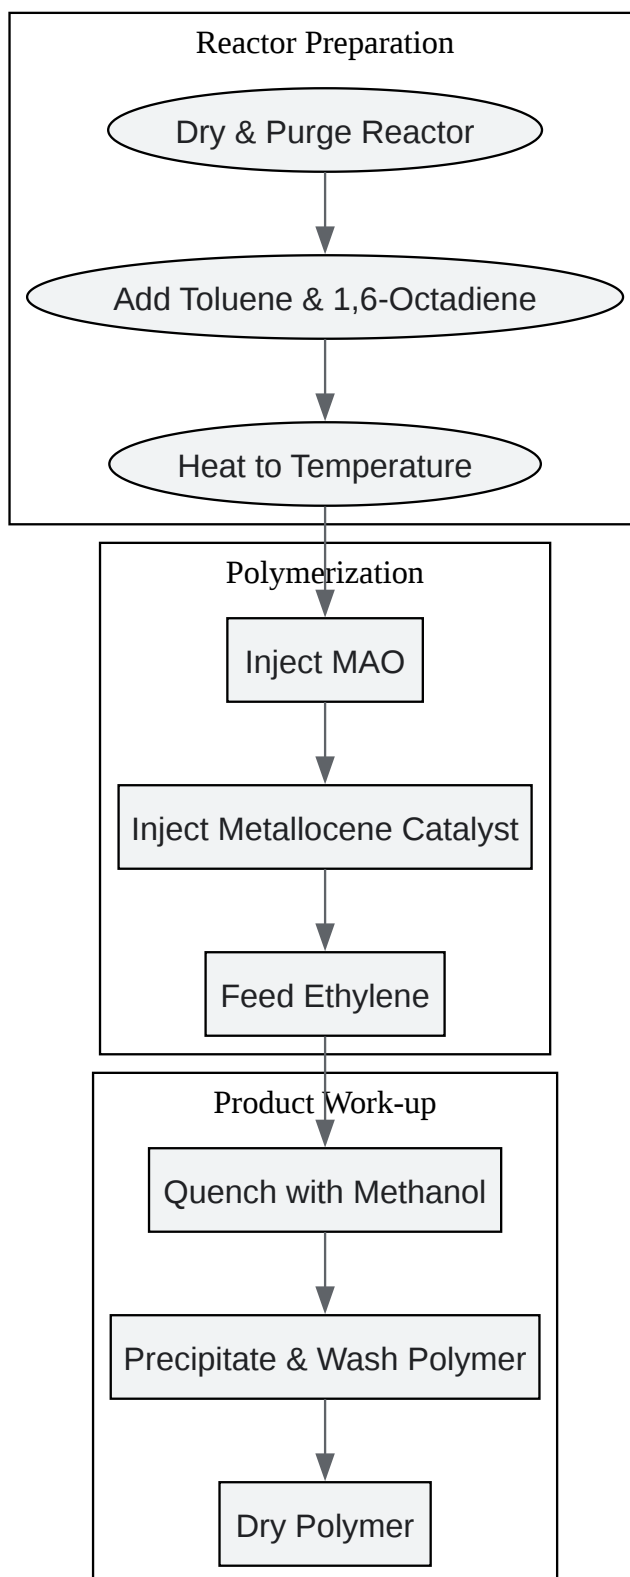 Reactor Preparation
Dry & Purge Reactor
Add Toluene & 1,6-Octadiene
Heat to Temperature
Polymerization
Inject MAO
Inject Metallocene Catalyst
Feed Ethylene
Product Work-up
Quench with Methanol
Precipitate & Wash Polymer
Dry Polymer